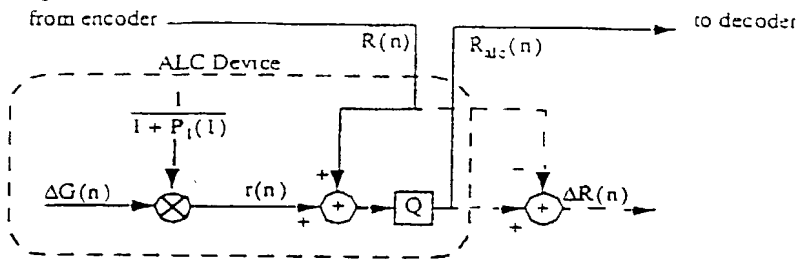 from encoder
to decoder
R(n)
R_alc(n)
ALC Device
1
1 + P_1(1)
+
-
ΔG(n)
r(n)
+
Q
ΔR(n)
+
+
+